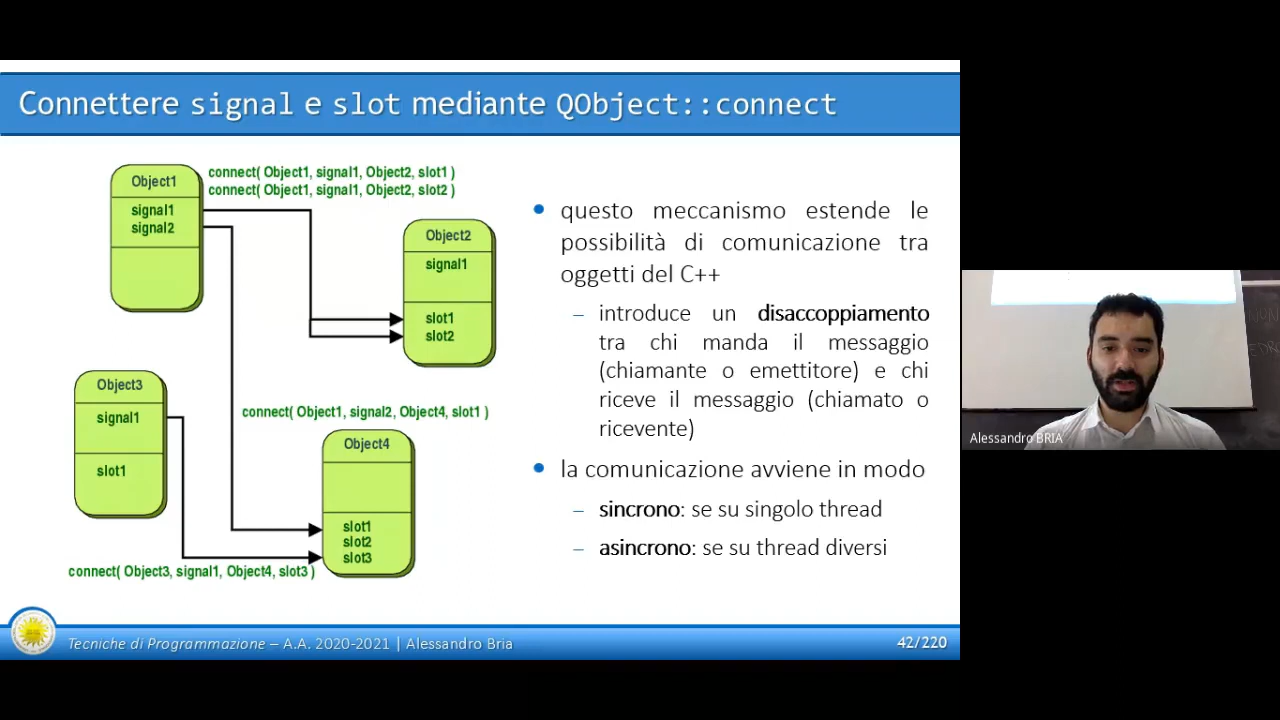 Connettere signal e slot mediante QObject::connect
Object1
signal1
signal2
connect( Object1, signal1, Object2, slot1 )
connect( Object1, signal1, Object2, slot2 )
Object2
signal1
slot1
slot2
Object3
signal1
slot1
connect( Object1, signal2, Object4, slot1 )
Object4
slot1
slot2
slot3
connect( Object3, signal1, Object4, slot3 )
questo meccanismo estende le
possibilità di comunicazione tra
oggetti del C++
– introduce un disaccoppiamento
tra chi manda il messaggio
(chiamante o emettitore) e chi
riceve il messaggio (chiamato o
ricevente)
la comunicazione avviene in modo
– sincrono: se su singolo thread
– asincrono: se su thread diversi
Tecniche di Programmazione – A.A. 2020-2021 | Alessandro Bria
42/220
Alessandro BRIA